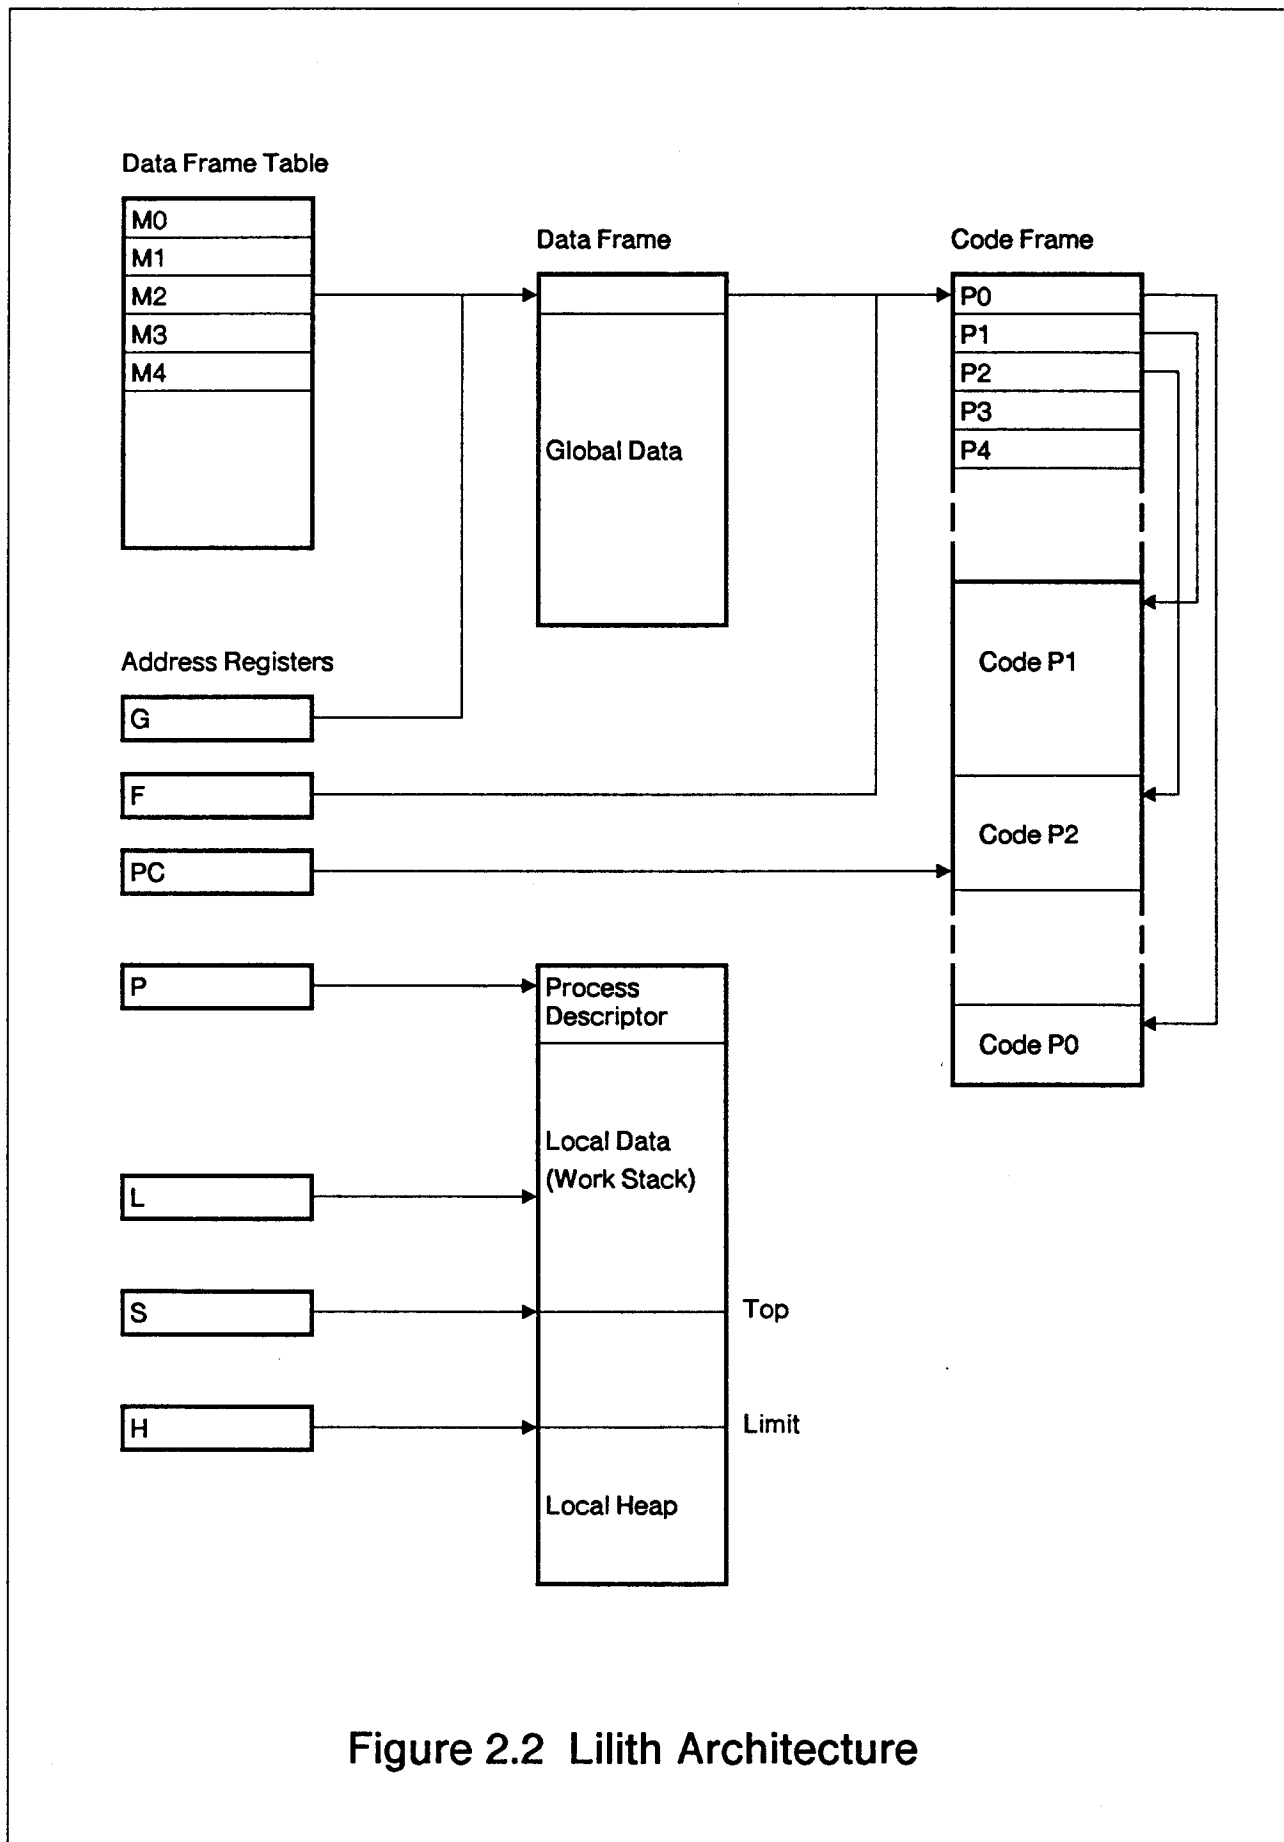 Data Frame Table
M0
M1
M2
M3
M4
Data Frame
Global Data
Code Frame
P0
P1
P2
P3
P4
Code P1
Code P2
Code P0
Address Registers
G
F
PC
P
L
S
H
Process
Descriptor
Local Data
(Work Stack)
Top
Limit
Local Heap
Figure 2.2 Lilith Architecture